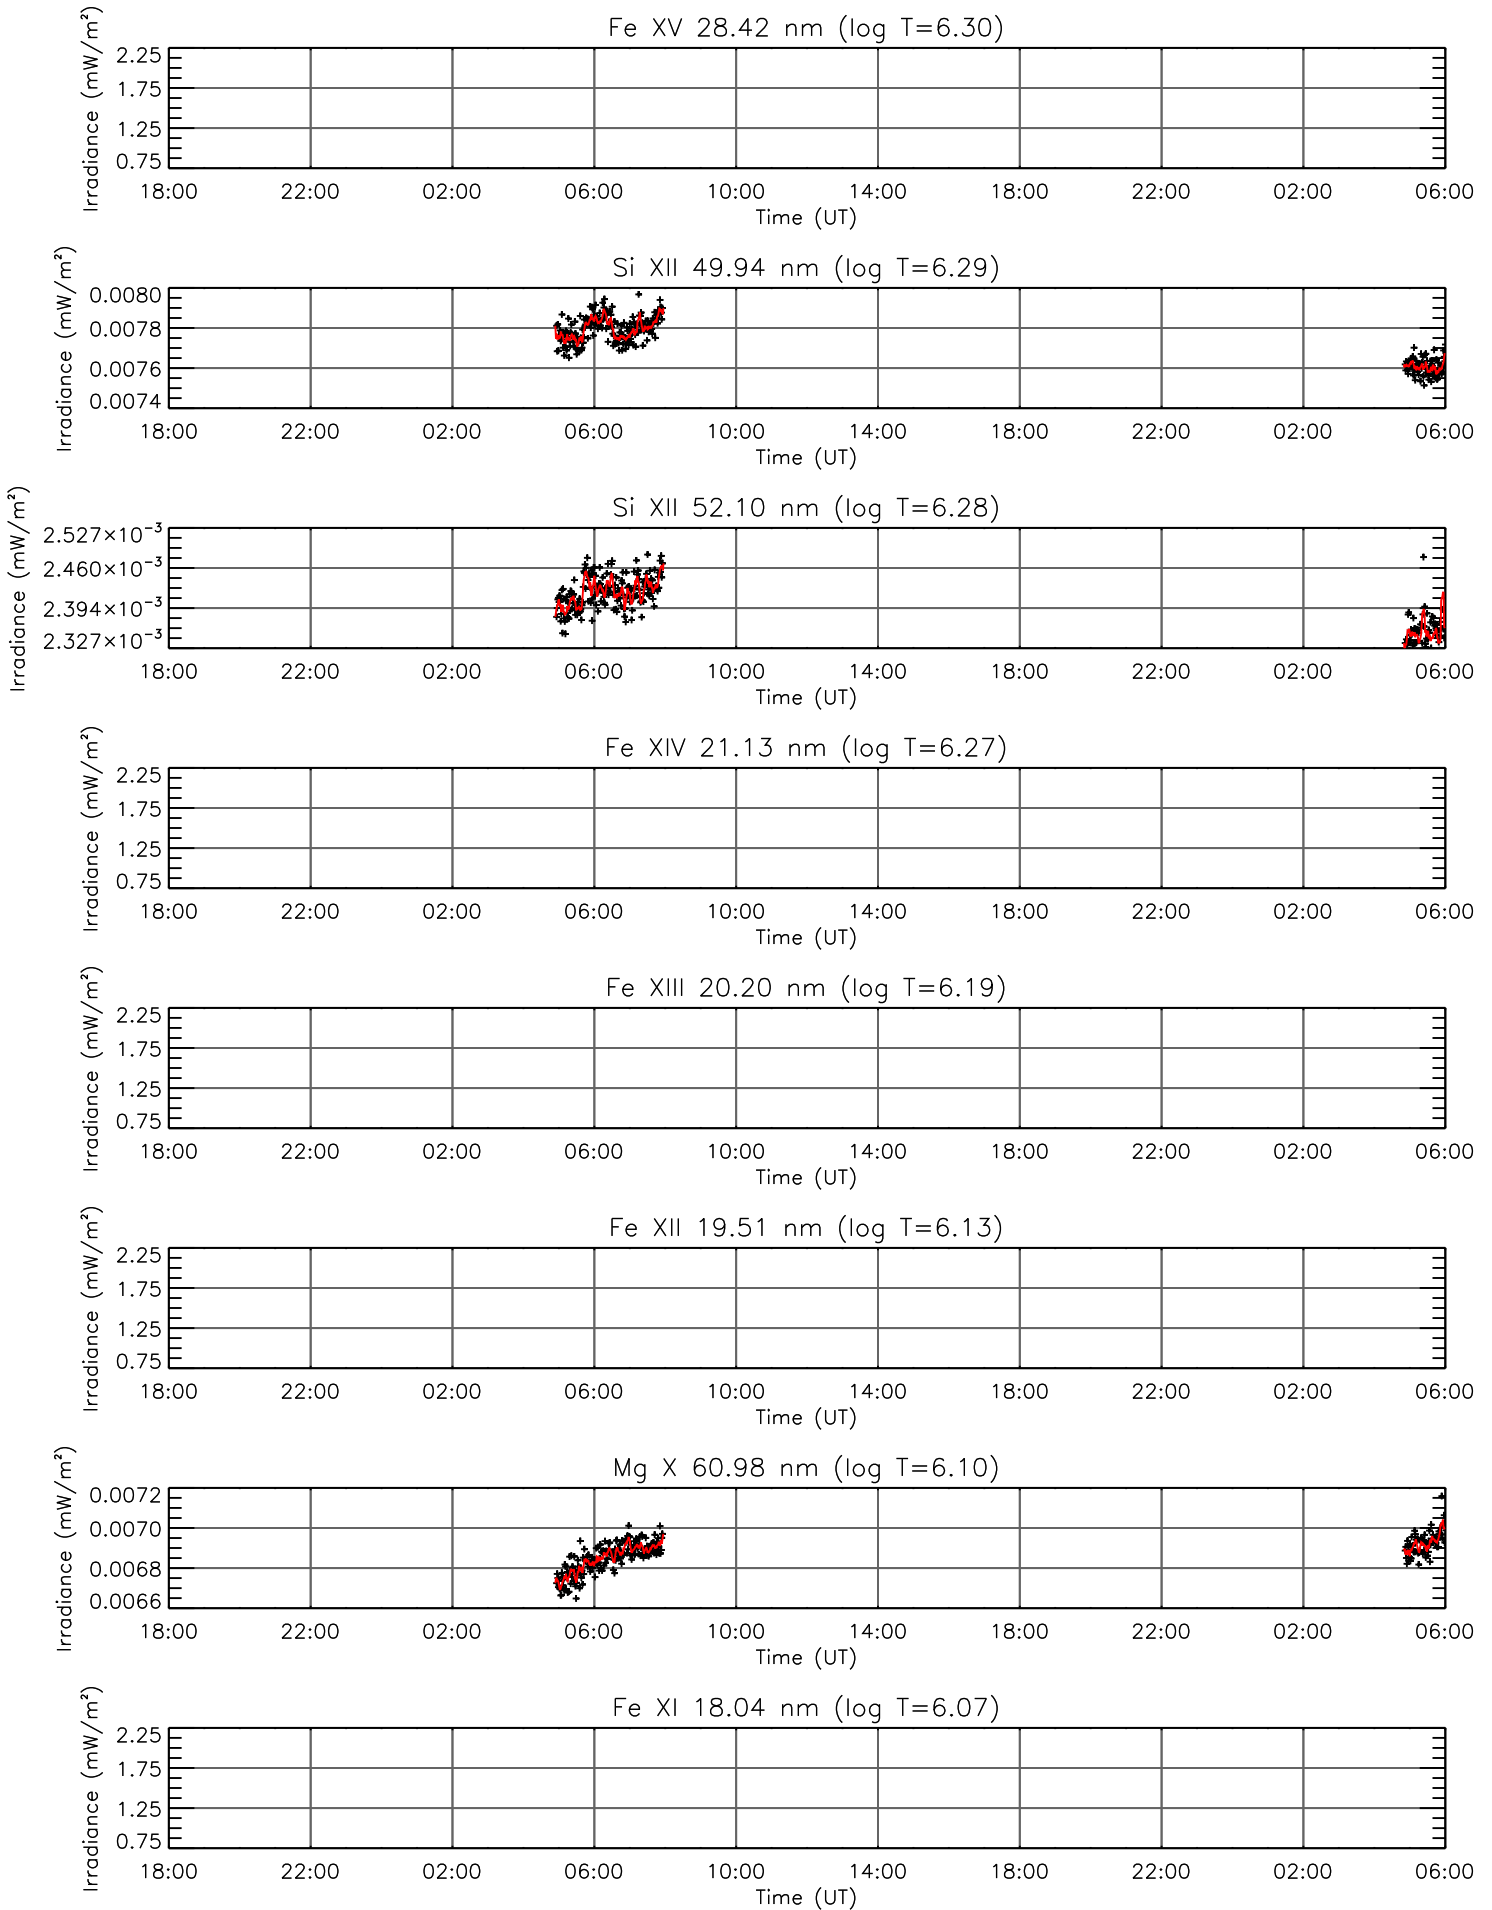 Fe XV 28.42 nm (log T=6.30)
Irradiance (mW/m²)
2.25
1.75
1.25
0.75
18:00 22:00 02:00 06:00 10:00 14:00 18:00 22:00 02:00 06:00
Time (UT)
Si XII 49.94 nm (log T=6.29)
Irradiance (mW/m²)
0.0080
0.0078
0.0076
0.0074
18:00 22:00 02:00 06:00 10:00 14:00 18:00 22:00 02:00 06:00
Time (UT)
Si XII 52.10 nm (log T=6.28)
Irradiance (mW/m²)
2.527×10⁻³
2.460×10⁻³
2.394×10⁻³
2.327×10⁻³
18:00 22:00 02:00 06:00 10:00 14:00 18:00 22:00 02:00 06:00
Time (UT)
Fe XIV 21.13 nm (log T=6.27)
Irradiance (mW/m²)
2.25
1.75
1.25
0.75
18:00 22:00 02:00 06:00 10:00 14:00 18:00 22:00 02:00 06:00
Time (UT)
Fe XIII 20.20 nm (log T=6.19)
Irradiance (mW/m²)
2.25
1.75
1.25
0.75
18:00 22:00 02:00 06:00 10:00 14:00 18:00 22:00 02:00 06:00
Time (UT)
Fe XII 19.51 nm (log T=6.13)
Irradiance (mW/m²)
2.25
1.75
1.25
0.75
18:00 22:00 02:00 06:00 10:00 14:00 18:00 22:00 02:00 06:00
Time (UT)
Mg X 60.98 nm (log T=6.10)
Irradiance (mW/m²)
0.0072
0.0070
0.0068
0.0066
18:00 22:00 02:00 06:00 10:00 14:00 18:00 22:00 02:00 06:00
Time (UT)
Fe XI 18.04 nm (log T=6.07)
Irradiance (mW/m²)
2.25
1.75
1.25
0.75
18:00 22:00 02:00 06:00 10:00 14:00 18:00 22:00 02:00 06:00
Time (UT)